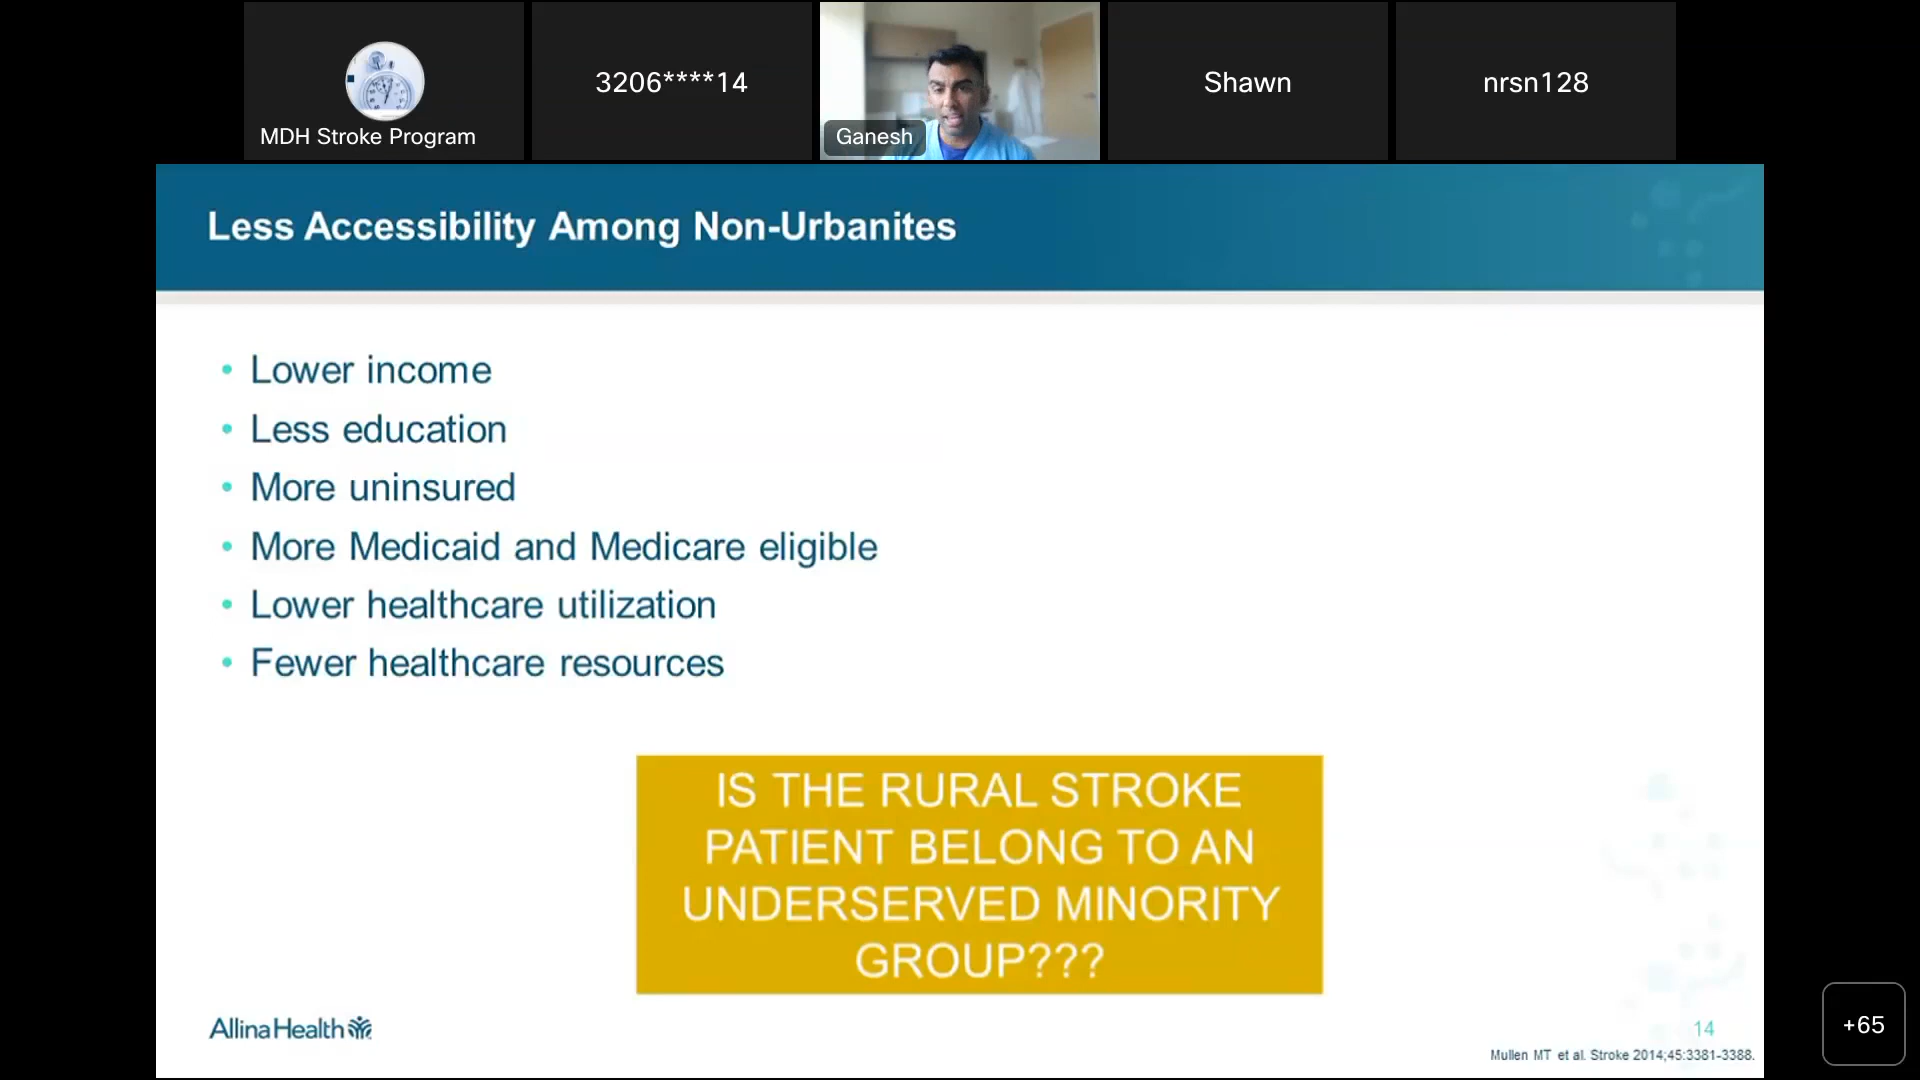 MDH Stroke Program
3206****14
Ganesh
Shawn
nrsn128
Less Accessibility Among Non-Urbanites
• Lower income
• Less education
• More uninsured
• More Medicaid and Medicare eligible
• Lower healthcare utilization
• Fewer healthcare resources
IS THE RURAL STROKE
PATIENT BELONG TO AN
UNDERSERVED MINORITY
GROUP???
Allina Health
14
Mullen MT et al. Stroke 2014;45:3381-3388.
+65